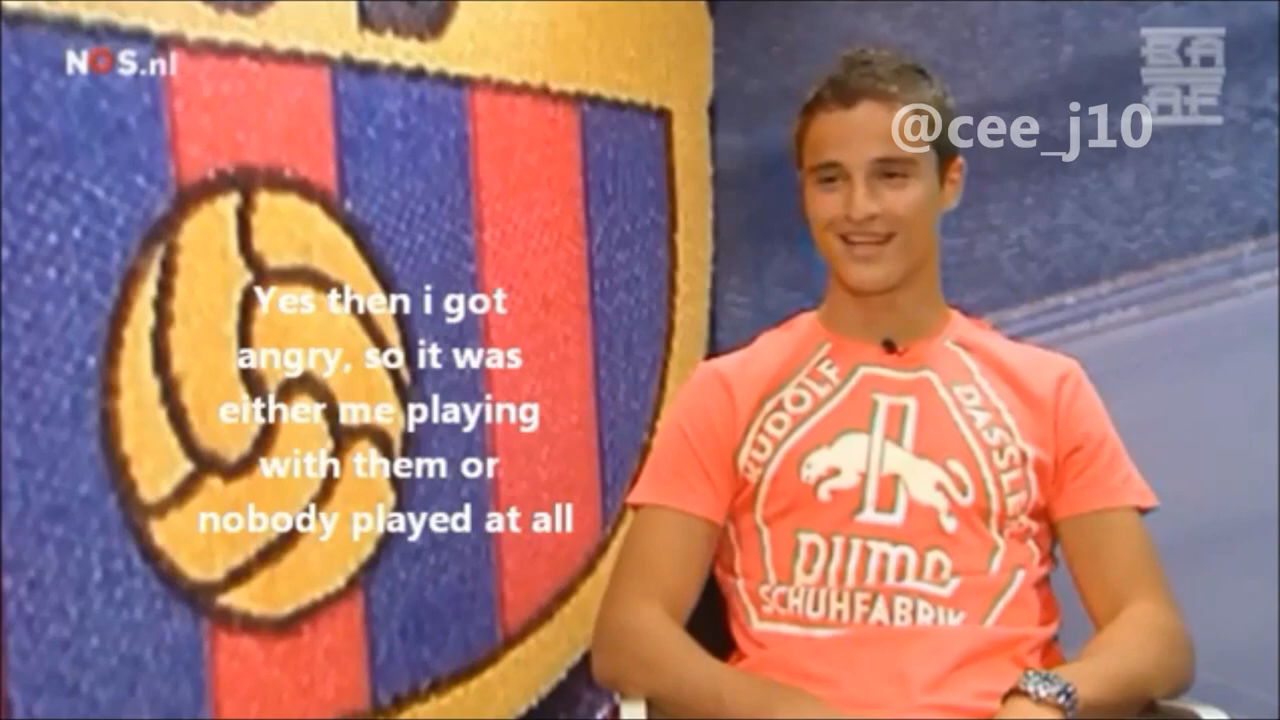 NOS.nl
@cee_j10
Yes then i got
angry, so it was
either me playing
with them or
nobody played at all
RUDOLF DASSLER
PUMA
SCHUHFABRIK